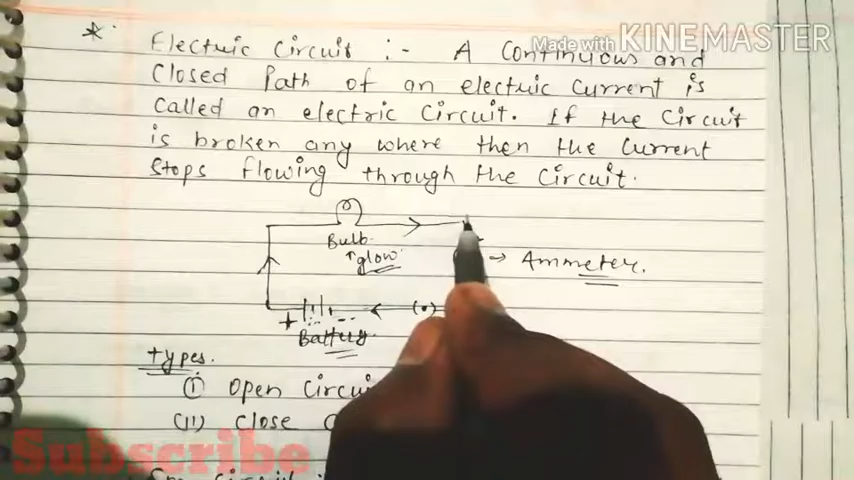 Made with KINEMASTER
* Electric Circuit :- A Continuous and
Closed Path of an electric Current is
Called an electric Circuit. If the Circuit
is broken any where then the Current
Stops flowing through the Circuit.
Bulb
↑glow
→ Ammeter.
+
Battery
Types.
(i) Open Circui
(ii) Close C
Subscribe